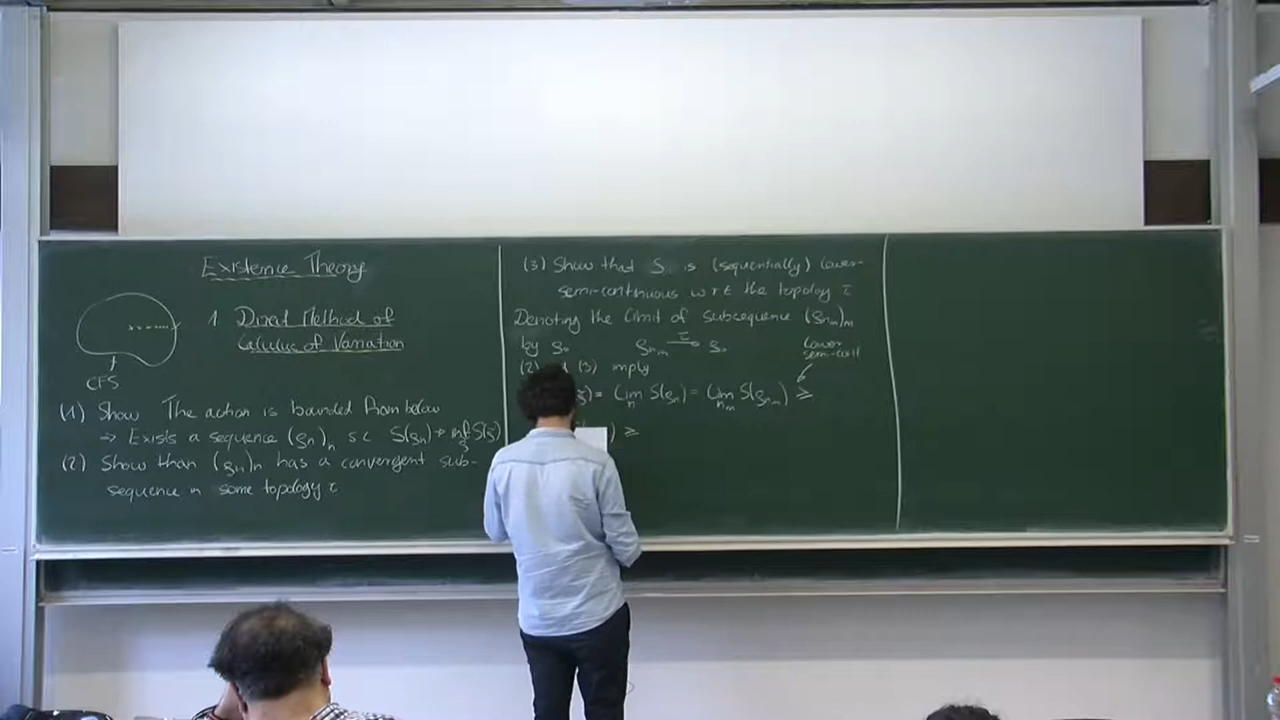 Existence Theory
1. Direct Method of
Calculus of Variation
CFS
(1) Show The action is bounded from below
⇒ Exists a sequence (ρn)n s.t. S(ρn) → inf S(ρ)
ρ
(2) Show than (ρn)n has a convergent sub-
sequence in some topology τ
(3) Show that S is (sequentially) lower-
semi-continuous w.r.t. the topology τ
Denoting the limit of subsequence (ρnm)m
by ρ∞ ρnm →τ ρ∞
lower
semi-cont
(2) (3) imply
= lim n S(ρn) = lim nm S(ρnm) ≥
) ≥